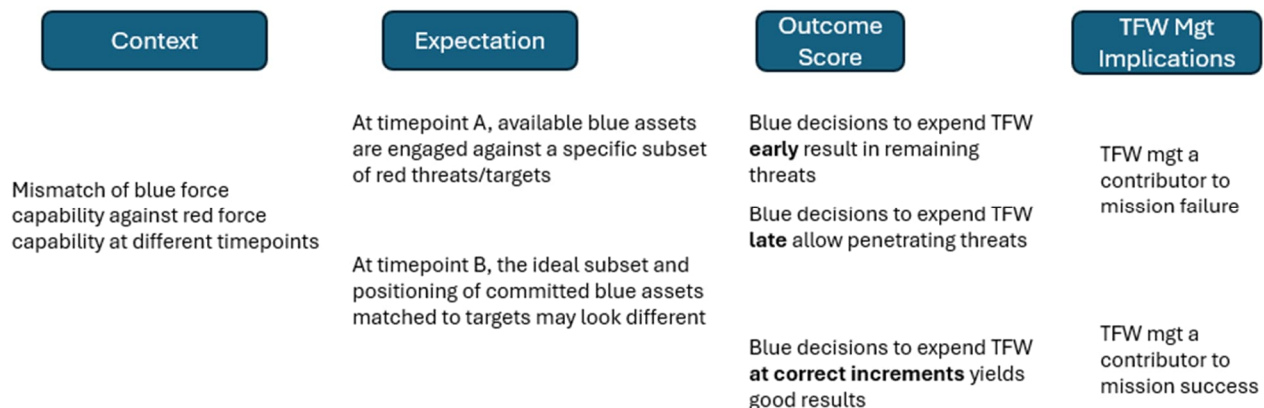 Context
Expectation
Outcome
Score
TFW Mgt
Implications
Mismatch of blue force
capability against red force
capability at different timepoints
At timepoint A, available blue assets
are engaged against a specific subset
of red threats/targets
At timepoint B, the ideal subset and
positioning of committed blue assets
matched to targets may look different
Blue decisions to expend TFW
early result in remaining
threats
Blue decisions to expend TFW
late allow penetrating threats
Blue decisions to expend TFW
at correct increments yields
good results
TFW mgt a
contributor to
mission failure
TFW mgt a
contributor to
mission success